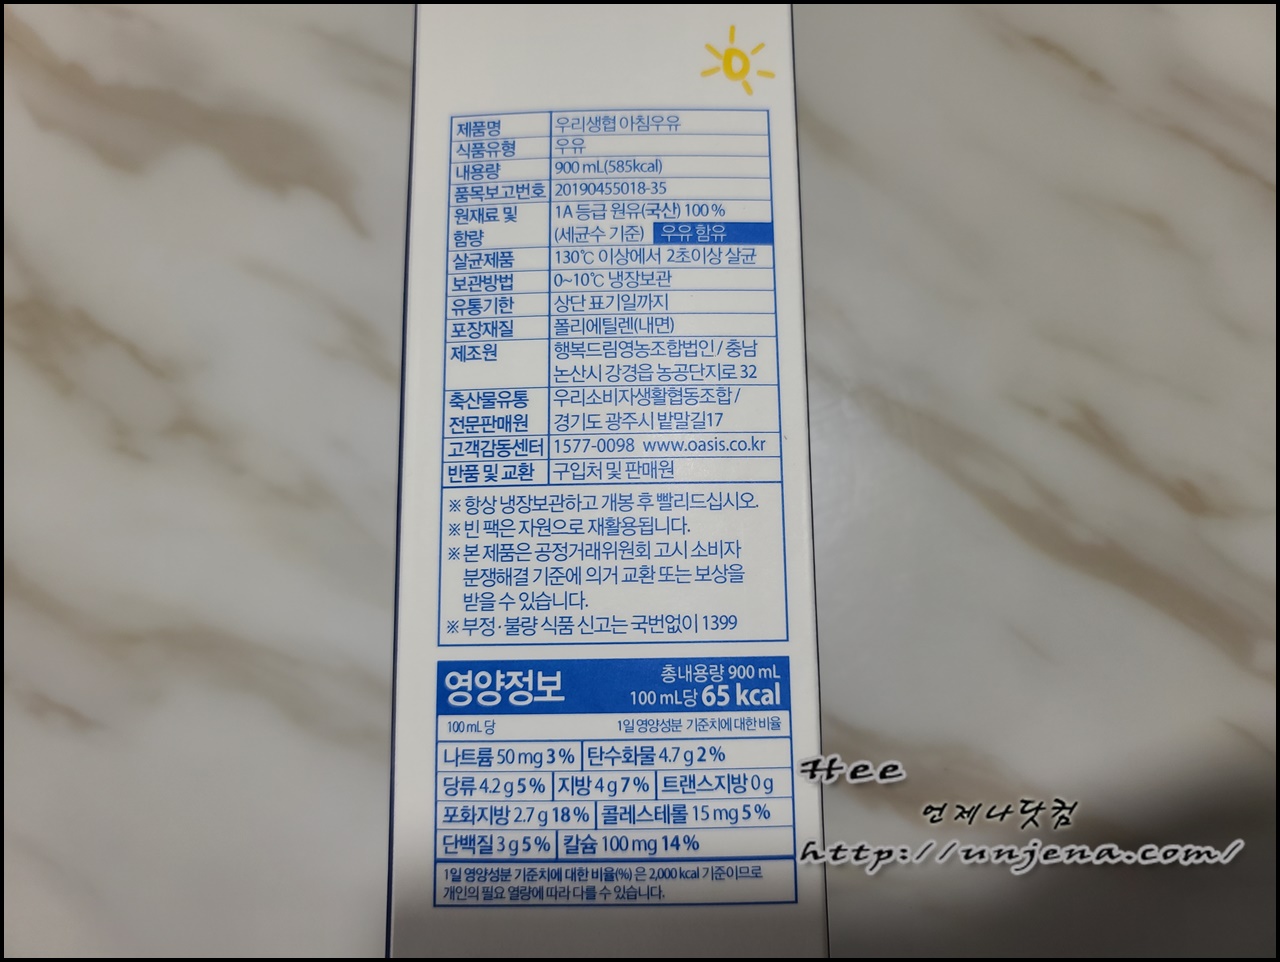 제품명 우리생협 아침우유
식품유형 우유
내용량 900 mL(585kcal)
품목보고번호 20190455018-35
원재료 및 1A 등급 원유(국산) 100 %
함량 (세균수 기준) 우유 함유
살균제품 130℃ 이상에서 2초이상 살균
보관방법 0~10℃ 냉장보관
유통기한 상단 표기일까지
포장재질 폴리에틸렌(내면)
제조원 행복드림영농조합법인 / 충남
논산시 강경읍 농공단지로 32
축산물유통 우리소비자생활협동조합 /
전문판매원 경기도 광주시 밭말길17
고객감동센터 1577-0098 www.oasis.co.kr
반품 및 교환 구입처 및 판매원
※ 항상 냉장보관하고 개봉 후 빨리드십시오.
※ 빈 팩은 자원으로 재활용됩니다.
※ 본 제품은 공정거래위원회 고시 소비자
분쟁해결 기준에 의거 교환 또는 보상을
받을 수 있습니다.
※ 부정·불량 식품 신고는 국번없이 1399
영양정보 총내용량 900 mL
100 mL당 65 kcal
100 mL 당 1일 영양성분 기준치에 대한 비율
나트륨 50 mg 3 % 탄수화물 4.7 g 2 %
당류 4.2 g 5 % 지방 4 g 7 % 트랜스지방 0 g
포화지방 2.7 g 18 % 콜레스테롤 15 mg 5 %
단백질 3 g 5 % 칼슘 100 mg 14 %
1일 영양성분 기준치에 대한 비율(%)은 2,000 kcal 기준이므로
개인의 필요 열량에 따라 다를 수 있습니다.
언제나닷컴
http://unjena.com/